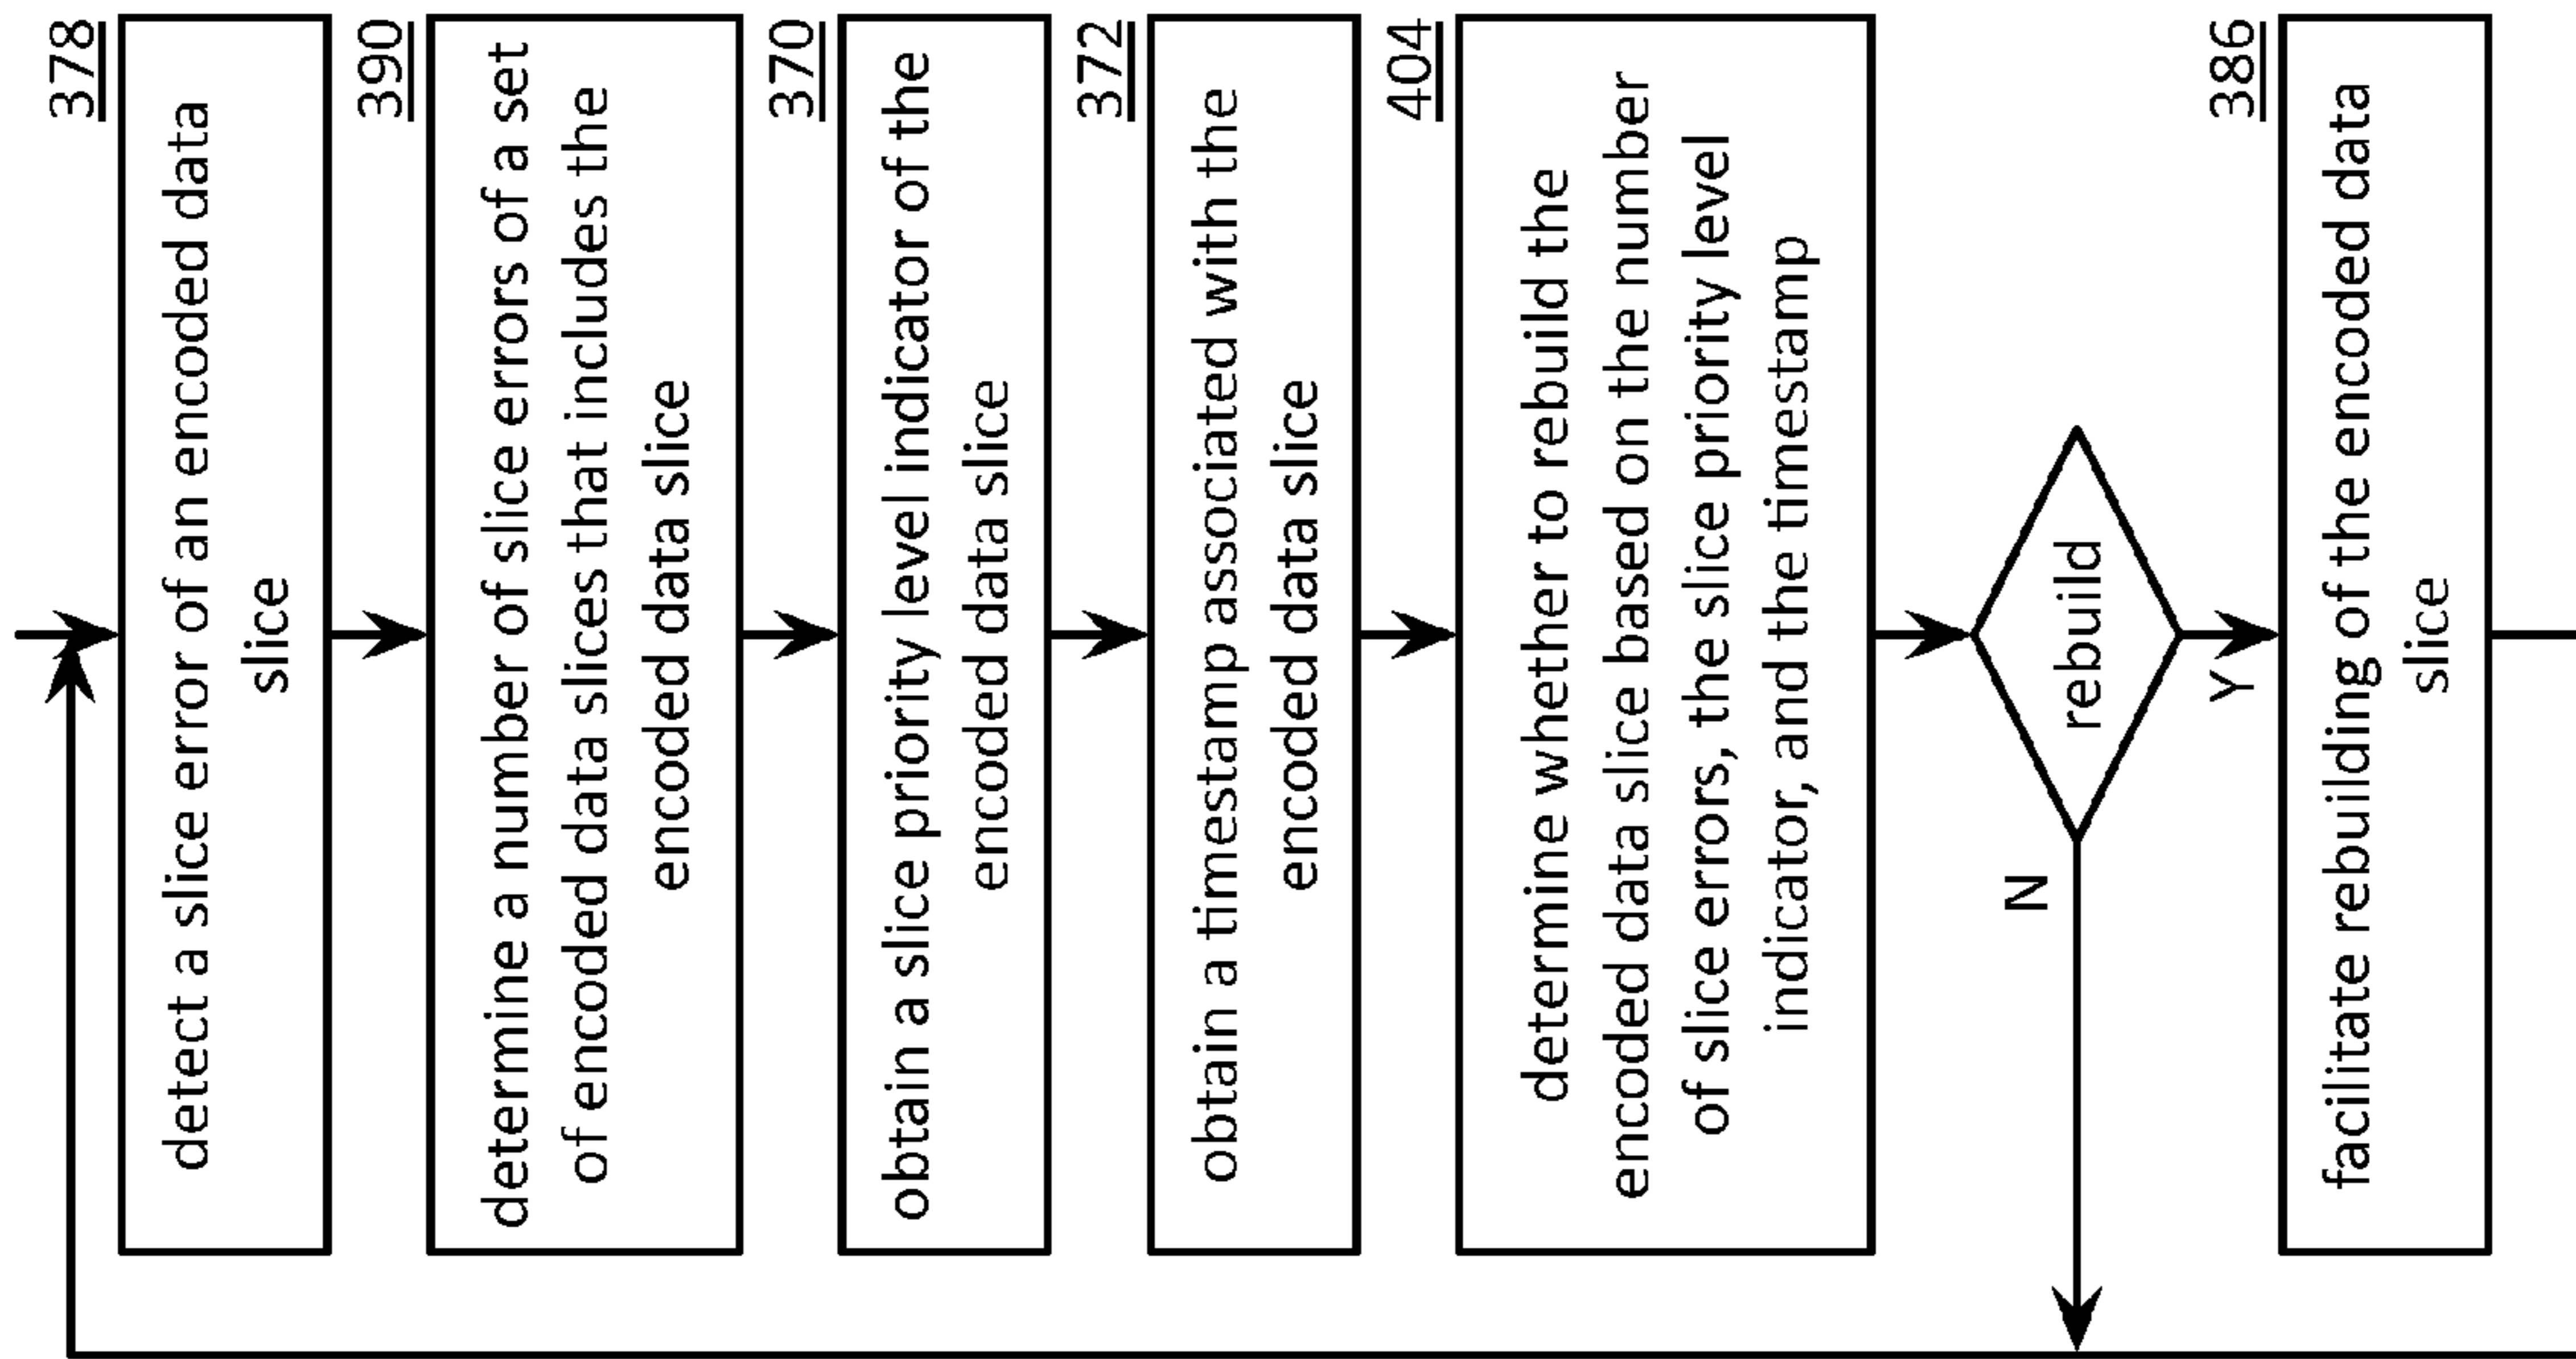 378
detect a slice error of an encoded data
slice
390
determine a number of slice errors of a set
of encoded data slices that includes the
encoded data slice
370
obtain a slice priority level indicator of the
encoded data slice
372
obtain a timestamp associated with the
encoded data slice
404
determine whether to rebuild the
encoded data slice based on the number
of slice errors, the slice priority level
indicator, and the timestamp
rebuild
N
Y
386
facilitate rebuilding of the encoded data
slice